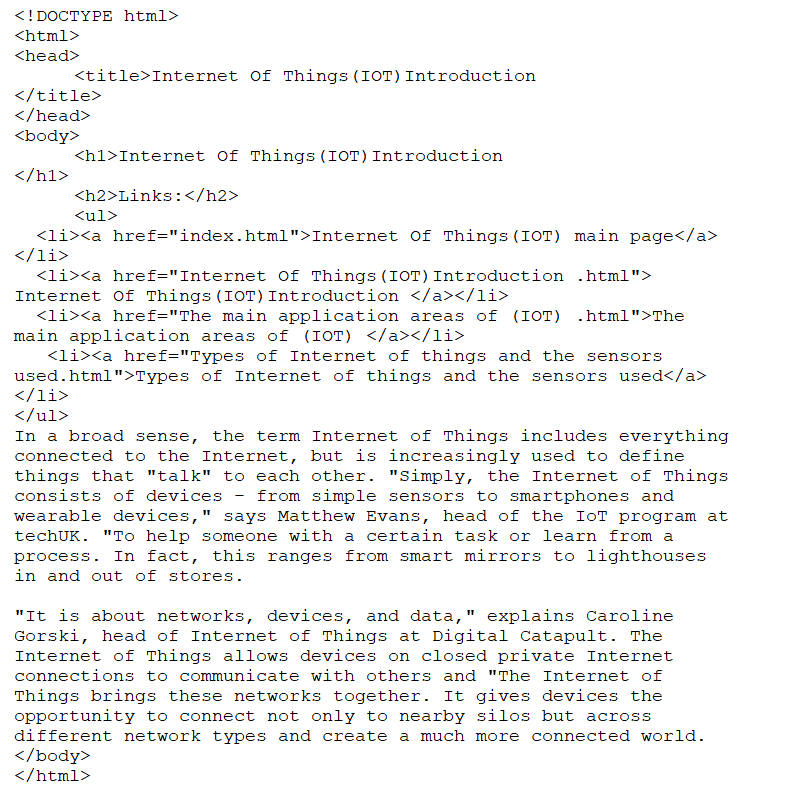 <!DOCTYPE html>
<html>
<head>
<title>Internet Of Things(IOT)Introduction
</title>
</head>
<body>
<h1>Internet Of Things(IOT)Introduction
</h1>
<h2>Links:</h2>
<ul>
<li><a href="index.html">Internet Of Things(IOT) main page</a>
</li>
<li><a href="Internet Of Things(IOT)Introduction .html">
Internet Of Things(IOT)Introduction </a></li>
<li><a href="The main application areas of (IOT) .html">The
main application areas of (IOT) </a></li>
<li><a href="Types of Internet of things and the sensors
used.html">Types of Internet of things and the sensors used</a>
</li>
</ul>
In a broad sense, the term Internet of Things includes everything
connected to the Internet, but is increasingly used to define
things that "talk" to each other. "Simply, the Internet of Things
consists of devices - from simple sensors to smartphones and
wearable devices," says Matthew Evans, head of the IoT program at
techUK. "To help someone with a certain task or learn from a
process. In fact, this ranges from smart mirrors to lighthouses
in and out of stores.

"It is about networks, devices, and data," explains Caroline
Gorski, head of Internet of Things at Digital Catapult. The
Internet of Things allows devices on closed private Internet
connections to communicate with others and "The Internet of
Things brings these networks together. It gives devices the
opportunity to connect not only to nearby silos but across
different network types and create a much more connected world.
</body>
</html>